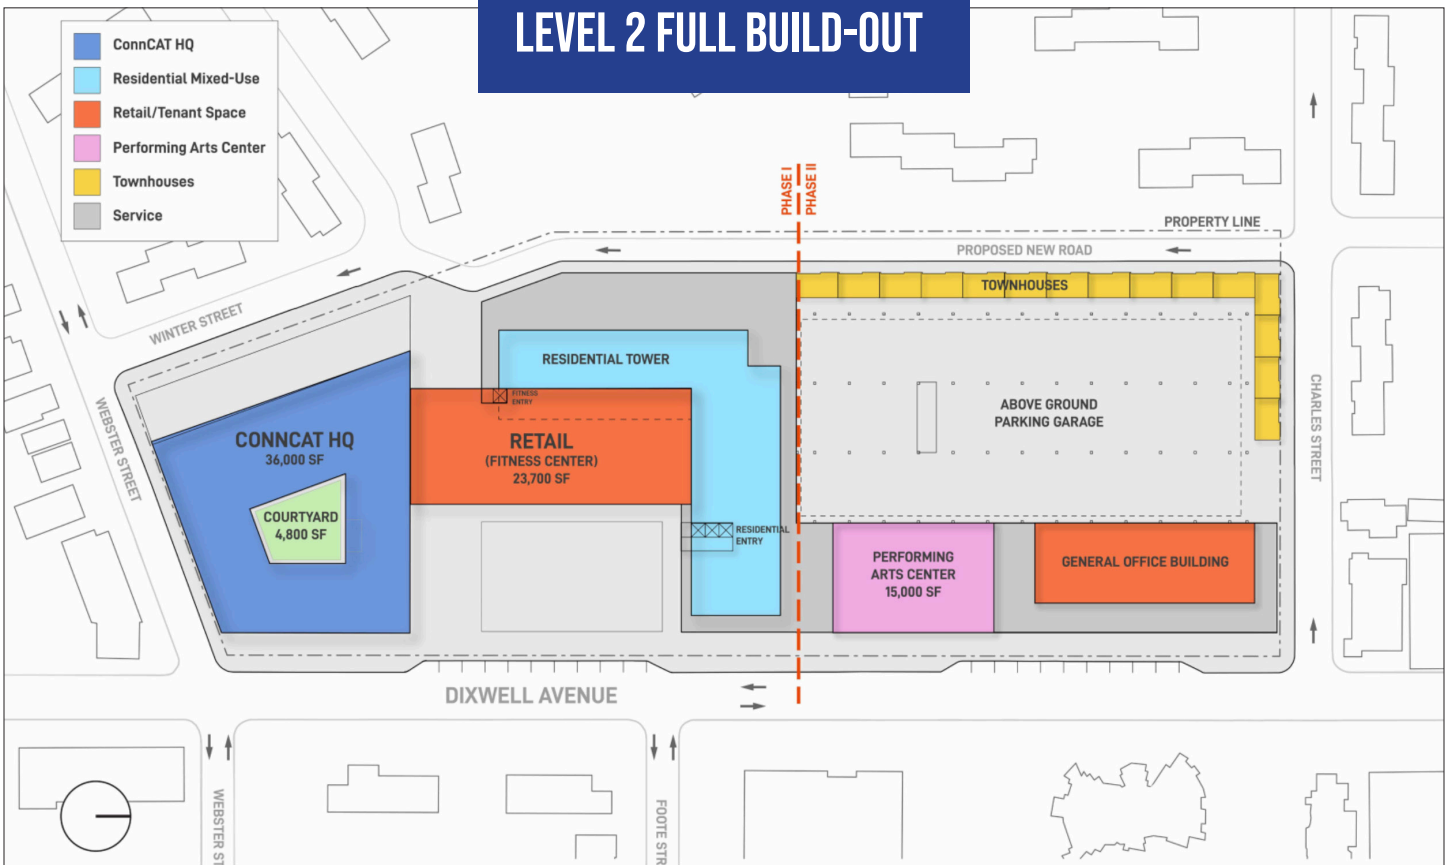 LEVEL 2 FULL BUILD-OUT
ConnCAT HQ
Residential Mixed-Use
Retail/Tenant Space
Performing Arts Center
Townhouses
Service
PHASE I
PHASE II
PROPERTY LINE
PROPOSED NEW ROAD
TOWNHOUSES
WINTER STREET
RESIDENTIAL TOWER
FITNESS
ENTRY
WEBSTER STREET
CONNCAT HQ
36,000 SF
RETAIL
(FITNESS CENTER)
23,700 SF
ABOVE GROUND
PARKING GARAGE
CHARLES STREET
COURTYARD
4,800 SF
RESIDENTIAL
ENTRY
PERFORMING
ARTS CENTER
15,000 SF
GENERAL OFFICE BUILDING
DIXWELL AVENUE
WEBSTER ST
FOOTE STR